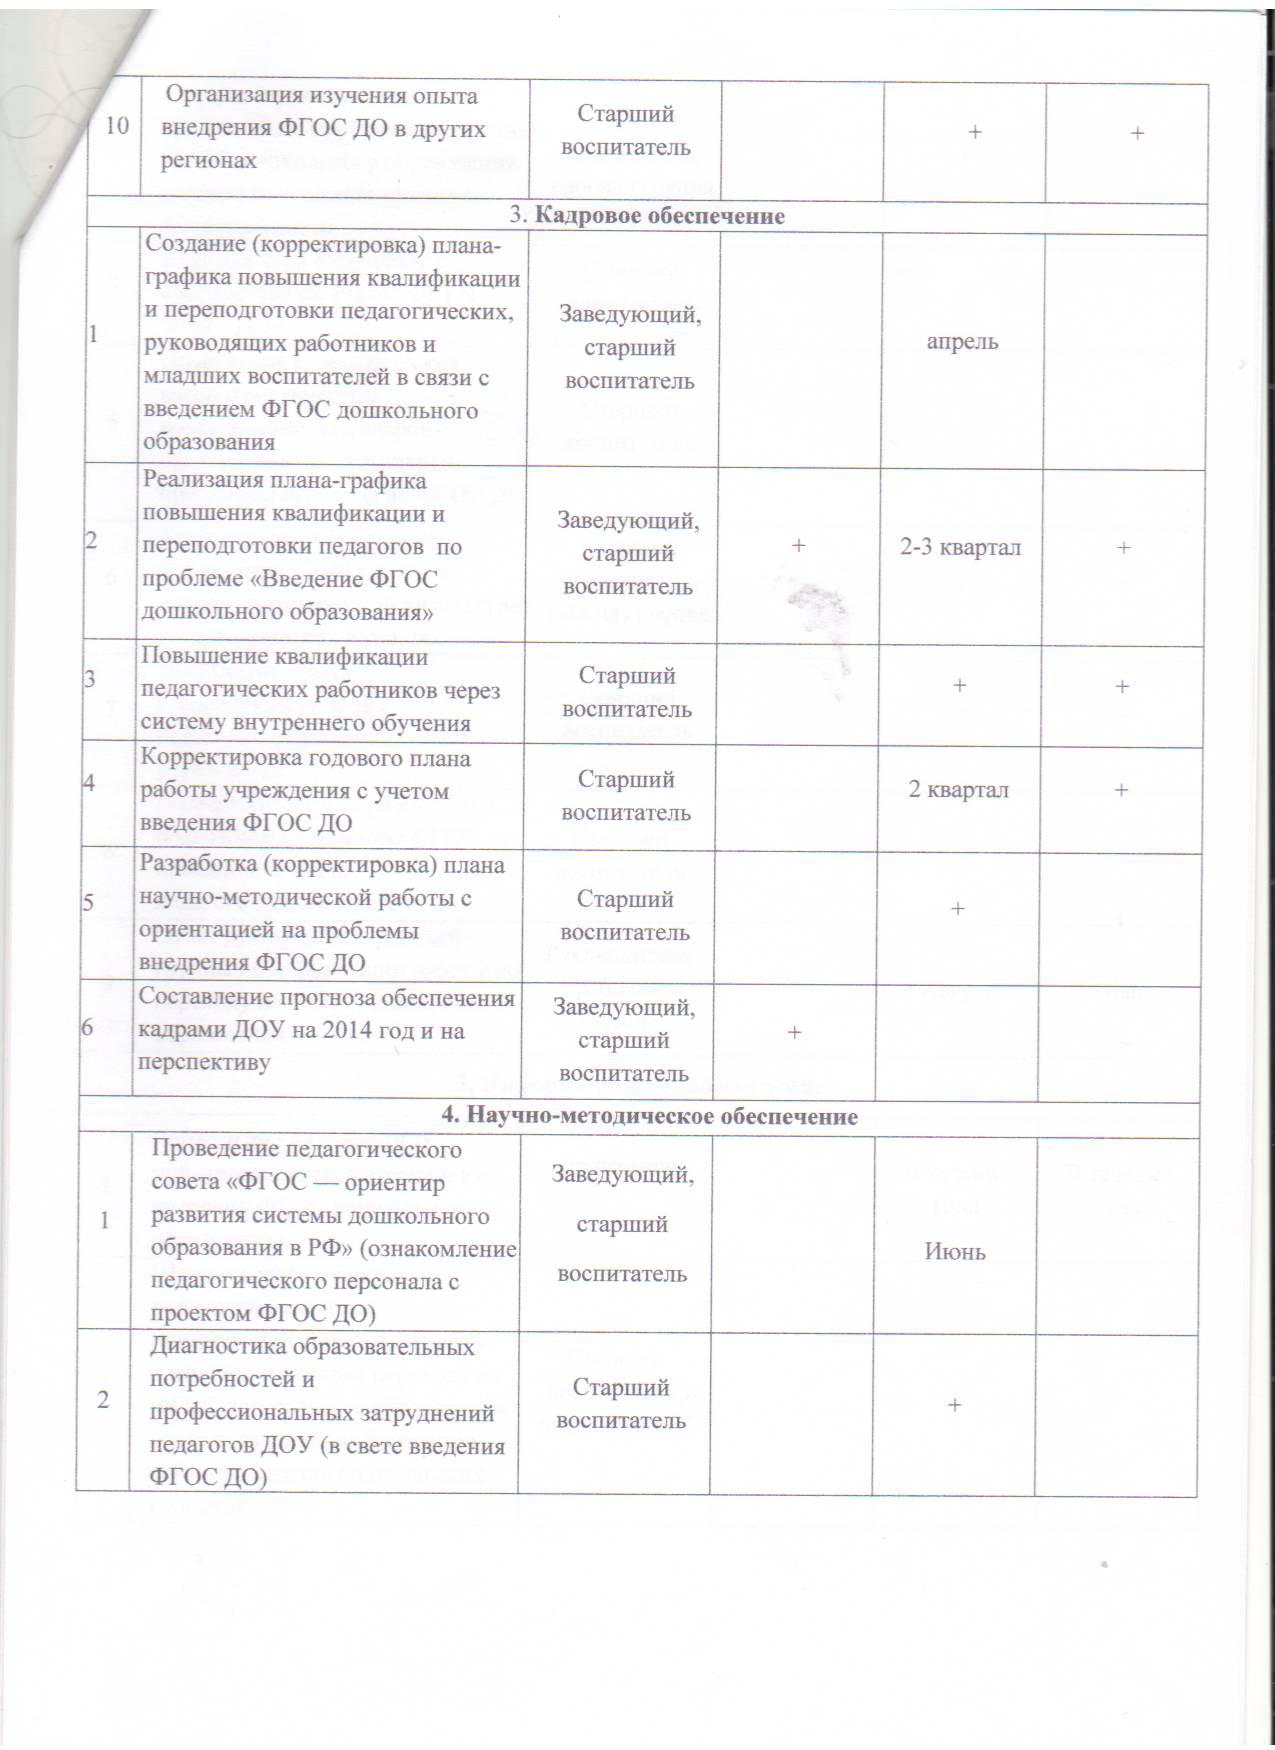 10
Организация изучения опыта
внедрения ФГОС ДО в других
регионах
Старший
воспитатель
+
+
3. Кадровое обеспечение
1
Создание (корректировка) плана-
графика повышения квалификации
и переподготовки педагогических,
руководящих работников и
младших воспитателей в связи с
введением ФГОС дошкольного
образования
Заведующий,
старший
воспитатель
апрель
2
Реализация плана-графика
повышения квалификации и
переподготовки педагогов по
проблеме «Введение ФГОС
дошкольного образования»
Заведующий,
старший
воспитатель
+
2-3 квартал
+
3
Повышение квалификации
педагогических работников через
систему внутреннего обучения
Старший
воспитатель
+
+
4
Корректировка годового плана
работы учреждения с учетом
введения ФГОС ДО
Старший
воспитатель
2 квартал
+
5
Разработка (корректировка) плана
научно-методической работы с
ориентацией на проблемы
внедрения ФГОС ДО
Старший
воспитатель
+
6
Составление прогноза обеспечения
кадрами ДОУ на 2014 год и на
перспективу
Заведующий,
старший
воспитатель
+
4. Научно-методическое обеспечение
1
Проведение педагогического
совета «ФГОС — ориентир
развития системы дошкольного
образования в РФ» (ознакомление
педагогического персонала с
проектом ФГОС ДО)
Заведующий,
старший
воспитатель
Июнь
2
Диагностика образовательных
потребностей и
профессиональных затруднений
педагогов ДОУ (в свете введения
ФГОС ДО)
Старший
воспитатель
+